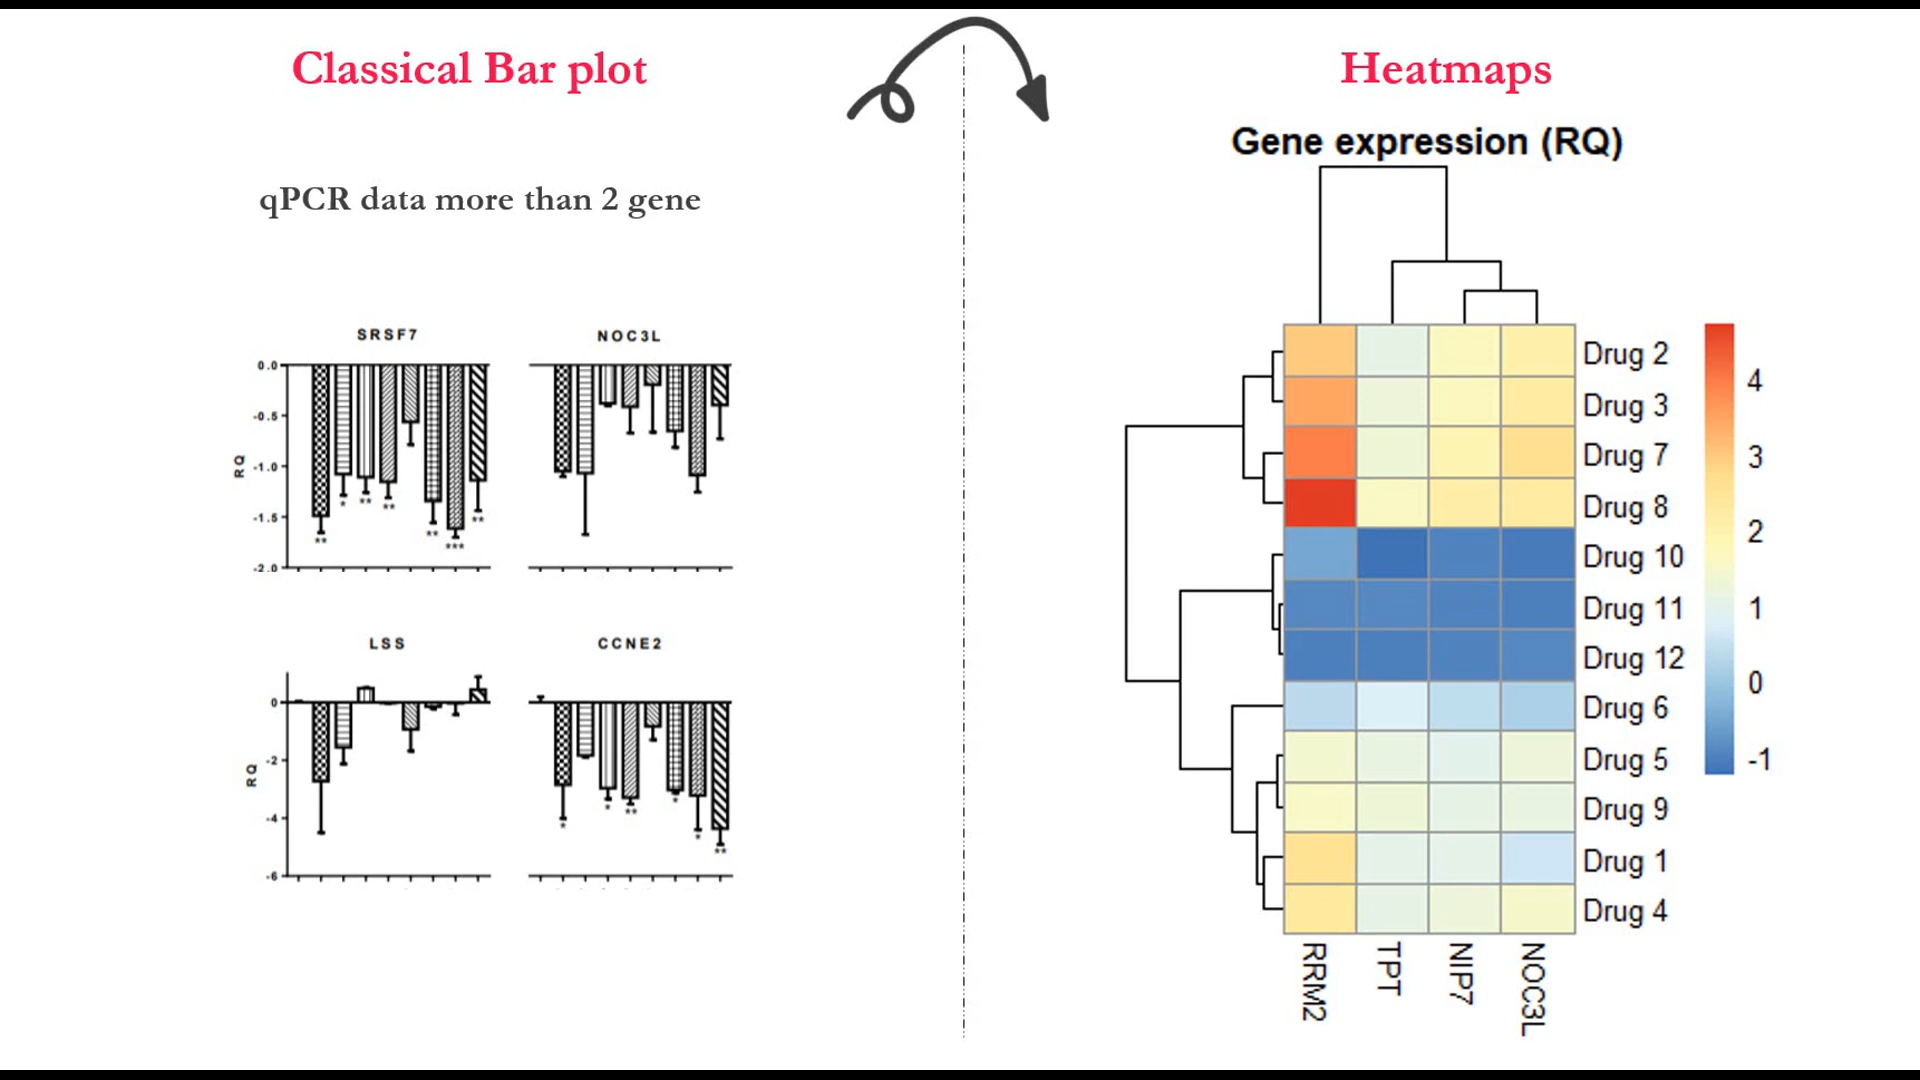 Classical Bar plot
qPCR data more than 2 gene
SRSF7
NOC3L
RQ
0.0
-0.5
-1.0
-1.5
-2.0
**
*
**
**
**
***
**
LSS
CCNE2
RQ
0
-2
-4
-6
*
*
**
*
*
**
Heatmaps
Gene expression (RQ)
Drug 2
Drug 3
Drug 7
Drug 8
Drug 10
Drug 11
Drug 12
Drug 6
Drug 5
Drug 9
Drug 1
Drug 4
4
3
2
1
0
-1
RRM2
TPT
NIP7
NOC3L